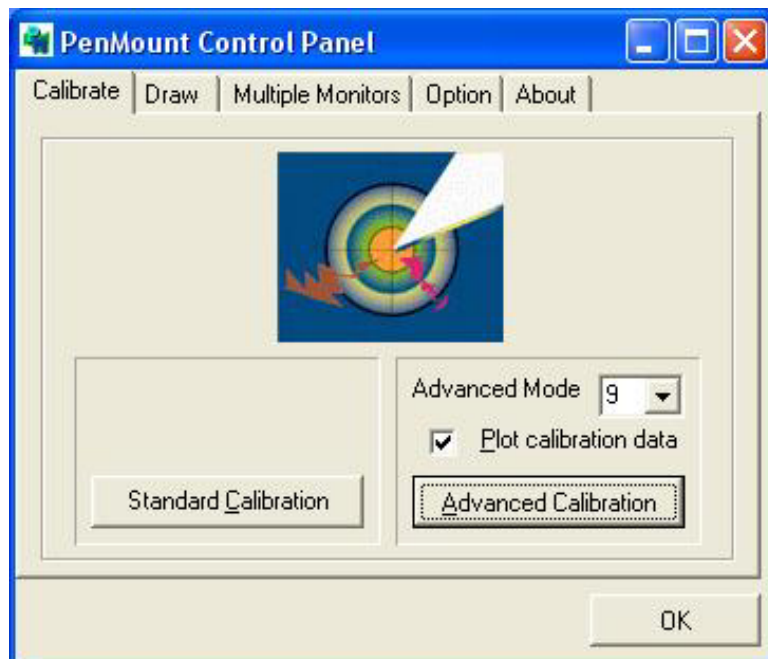 PenMount Control Panel
Calibrate Draw Multiple Monitors Option About
Advanced Mode 9
Plot calibration data
Standard Calibration Advanced Calibration
OK